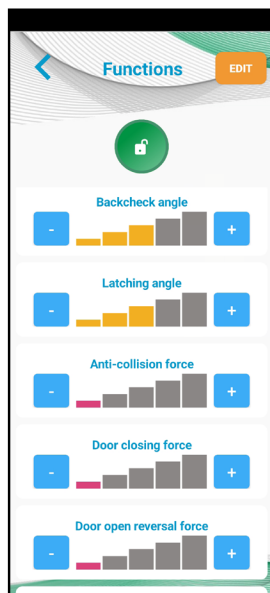 Functions
EDIT
Backcheck angle
- +
Latching angle
- +
Anti-collision force
- +
Door closing force
- +
Door open reversal force
- +